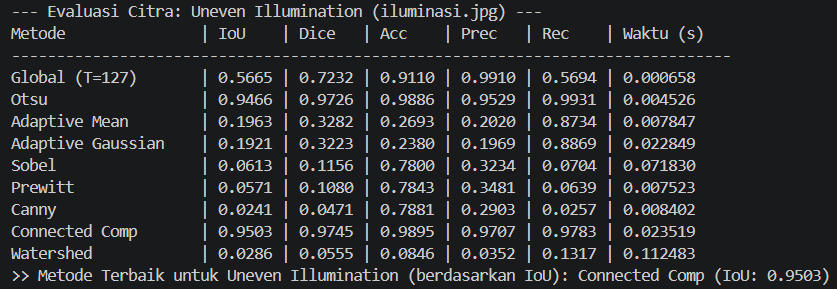 --- Evaluasi Citra: Uneven Illumination (iluminasi.jpg) ---
Metode | IoU | Dice | Acc | Prec | Rec | Waktu (s)
--------------------------------------------------------------------------------
Global (T=127) | 0.5665 | 0.7232 | 0.9110 | 0.9910 | 0.5694 | 0.000658
Otsu | 0.9466 | 0.9726 | 0.9886 | 0.9529 | 0.9931 | 0.004526
Adaptive Mean | 0.1963 | 0.3282 | 0.2693 | 0.2020 | 0.8734 | 0.007847
Adaptive Gaussian | 0.1921 | 0.3223 | 0.2380 | 0.1969 | 0.8869 | 0.022849
Sobel | 0.0613 | 0.1156 | 0.7800 | 0.3234 | 0.0704 | 0.071830
Prewitt | 0.0571 | 0.1080 | 0.7843 | 0.3481 | 0.0639 | 0.007523
Canny | 0.0241 | 0.0471 | 0.7881 | 0.2903 | 0.0257 | 0.008402
Connected Comp | 0.9503 | 0.9745 | 0.9895 | 0.9707 | 0.9783 | 0.023519
Watershed | 0.0286 | 0.0555 | 0.0846 | 0.0352 | 0.1317 | 0.112483
>> Metode Terbaik untuk Uneven Illumination (berdasarkan IoU): Connected Comp (IoU: 0.9503)